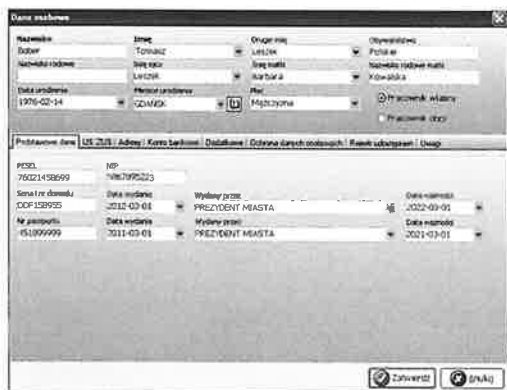 Dane osobowe
Nazwisko Imię Drugie imię Obywatelstwo
Bober Tomasz Leszek Polskie
Nazwisko rodowe Imię ojca Imię matki Nazwisko rodowe matki
Leszek Barbara Kowalska
Data urodzenia Miejsce urodzenia Płeć
1976-02-14 GDAŃSK Mężczyzna Pracownik własny
Pracownik obcy
Podstawowe dane US ZUS Adresy Konto bankowe Dodatkowe Ochrona danych osobowych Rejestr udostępnień Uwagi
PESEL NIP
76021458699
Seria i nr dowodu Data wydania Wydany przez Data ważności
DDF158955 2012-03-01 PREZYDENT MIASTA 2022-03-01
Nr paszportu Data wydania Wydany przez Data ważności
2011-03-01 PREZYDENT MIASTA 2021-03-01
Zatwierdź Anuluj